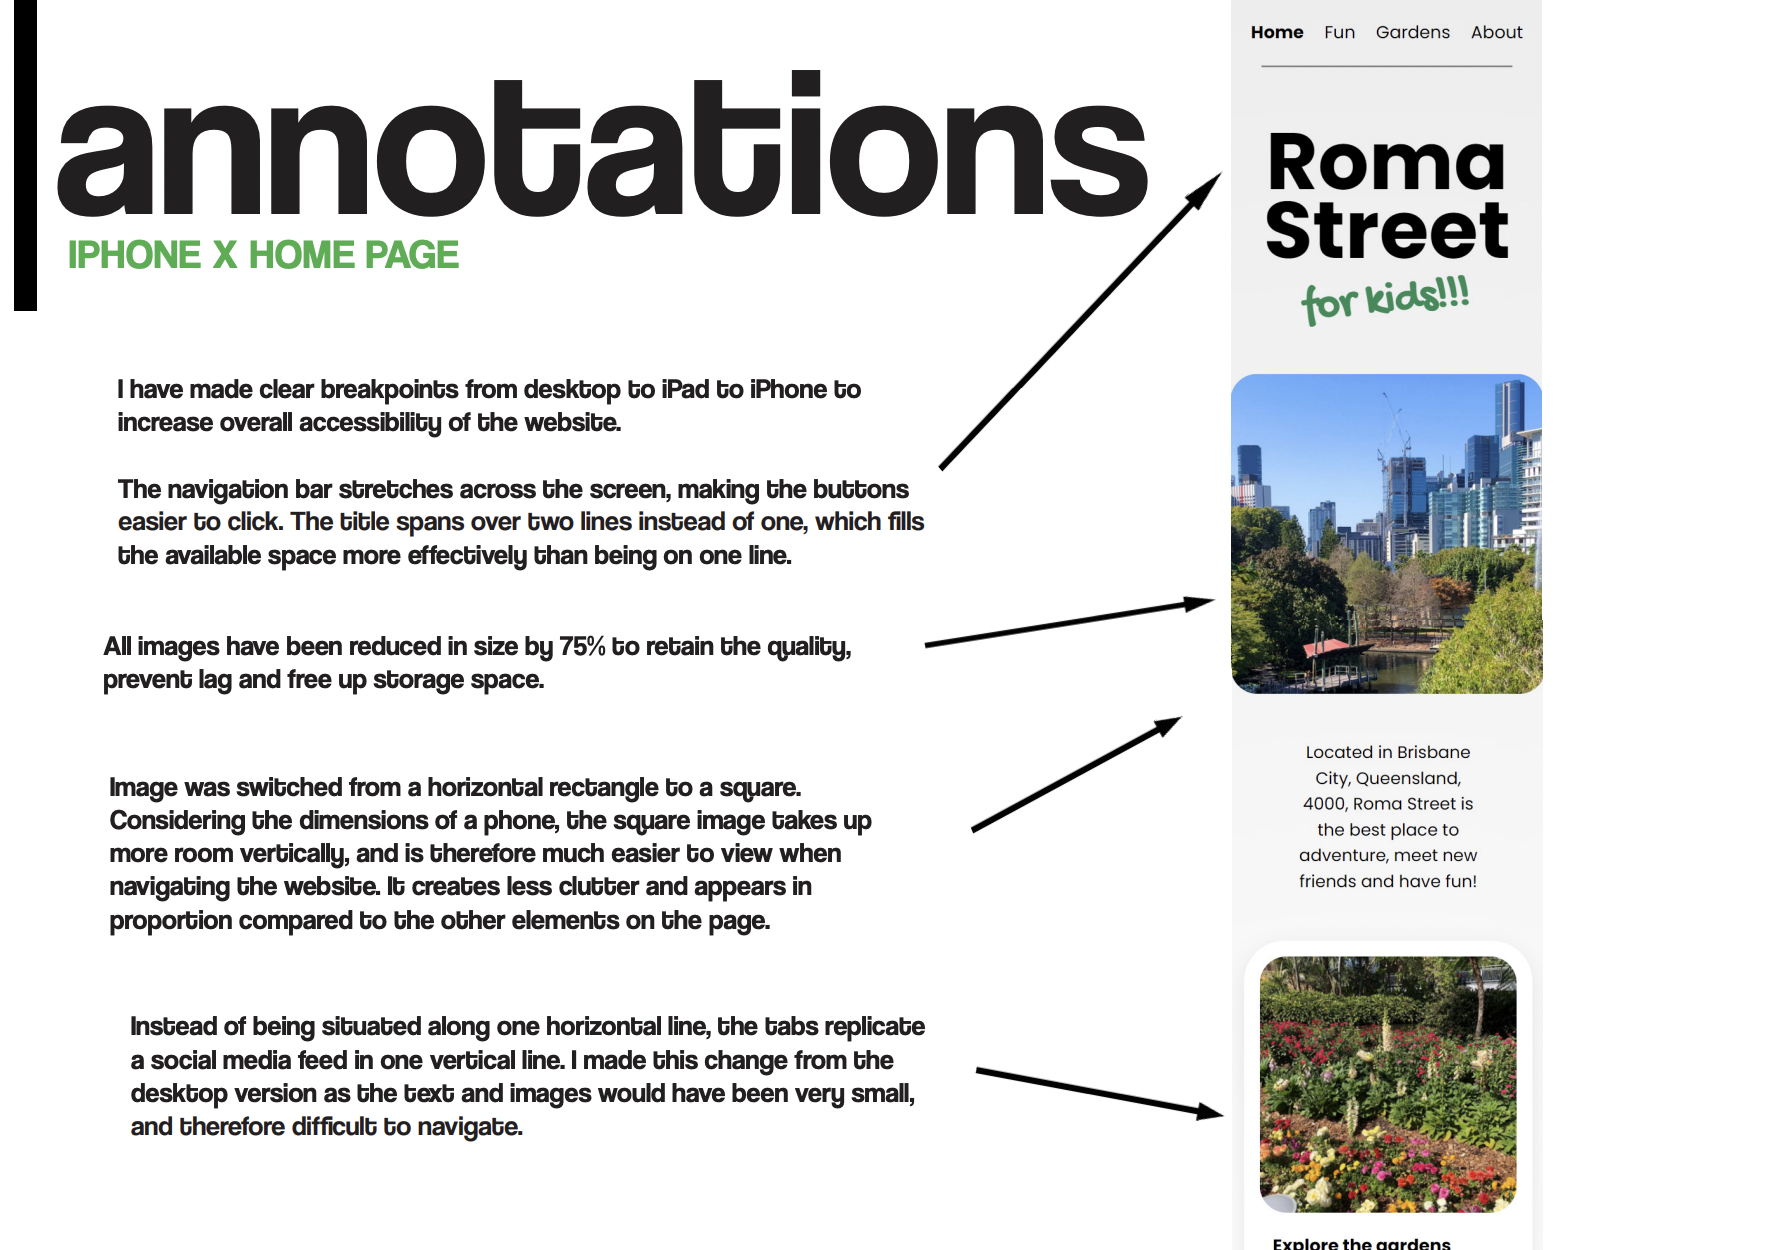 annotations
IPHONE X HOME PAGE
I have made clear breakpoints from desktop to iPad to iPhone to
increase overall accessibility of the website.
The navigation bar stretches across the screen, making the buttons
easier to click. The title spans over two lines instead of one, which fills
the available space more effectively than being on one line.
All images have been reduced in size by 75% to retain the quality,
prevent lag and free up storage space.
Image was switched from a horizontal rectangle to a square.
Considering the dimensions of a phone, the square image takes up
more room vertically, and is therefore much easier to view when
navigating the website. It creates less clutter and appears in
proportion compared to the other elements on the page.
Instead of being situated along one horizontal line, the tabs replicate
a social media feed in one vertical line. I made this change from the
desktop version as the text and images would have been very small,
and therefore difficult to navigate.
Home Fun Gardens About
Roma
Street
for kids!!!
Located in Brisbane
City, Queensland,
4000, Roma Street is
the best place to
adventure, meet new
friends and have fun!
Explore the gardens